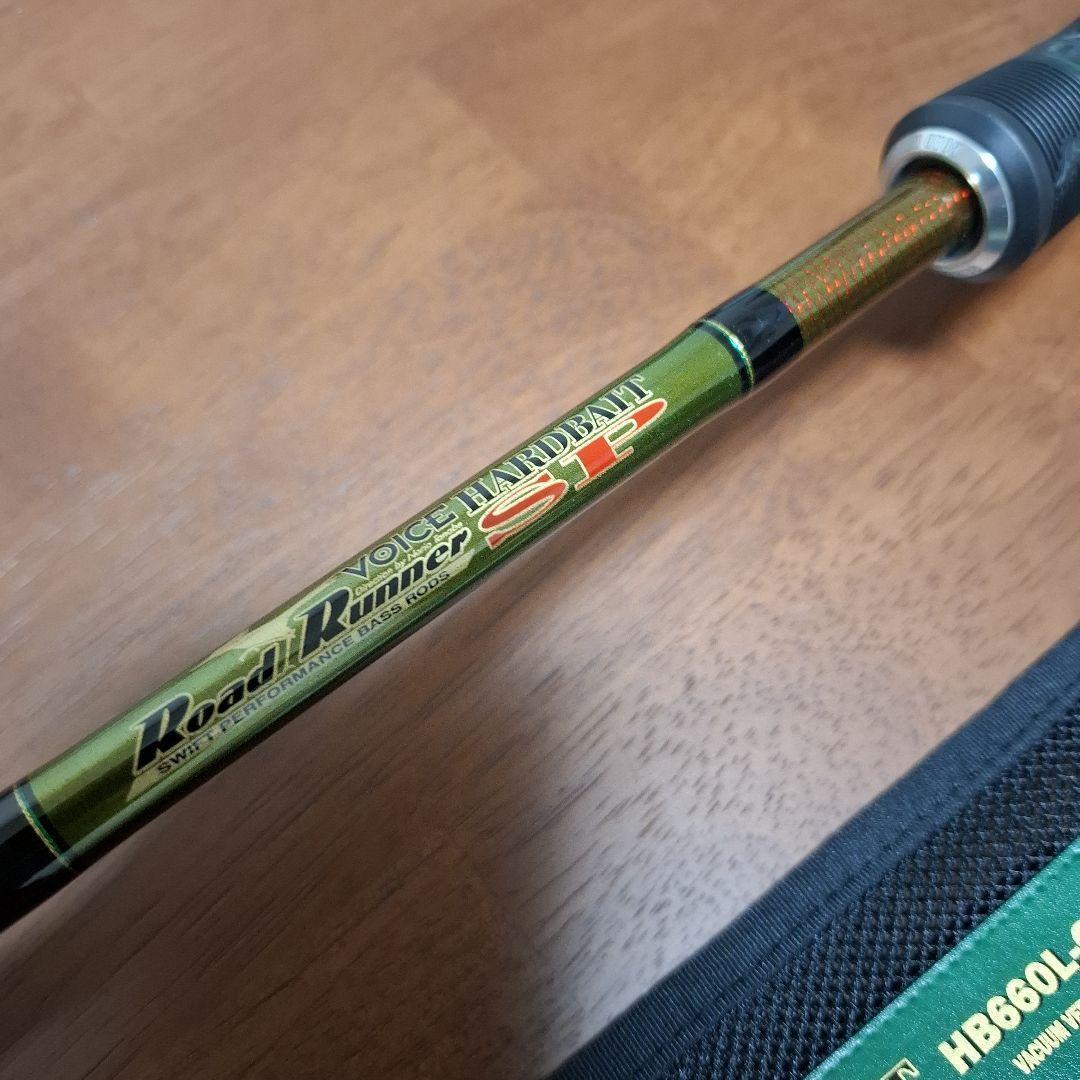 VOICE HARDBAIT
SP
Direction by Norio Tanabe
Road Runner
SWIFT PERFORMANCE BASS RODS
HB660L-
VACUUM